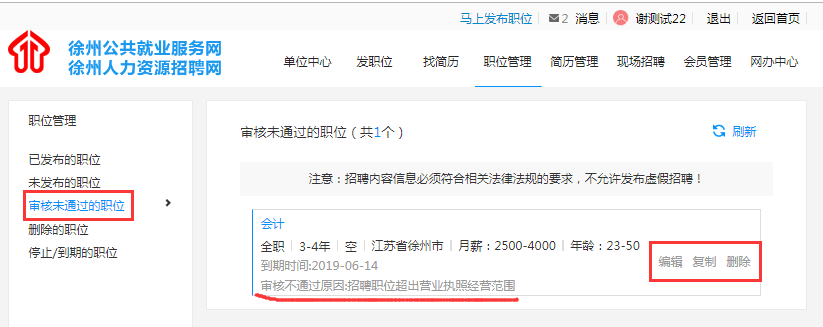 马上发布职位 2 消息 谢测试22 退出 返回首页
徐州公共就业服务网
徐州人力资源招聘网
单位中心 发职位 找简历 职位管理 简历管理 现场招聘 会员管理 网办中心
职位管理
已发布的职位
未发布的职位
审核未通过的职位
删除的职位
停止/到期的职位
审核未通过的职位（共1个） 刷新
注意：招聘内容信息必须符合相关法律法规的要求，不允许发布虚假招聘！
会计
全职 3-4年 空 江苏省徐州市 月薪：2500-4000 年龄：23-50
到期时间:2019-06-14
审核不通过原因:招聘职位超出营业执照经营范围
编辑 复制 删除